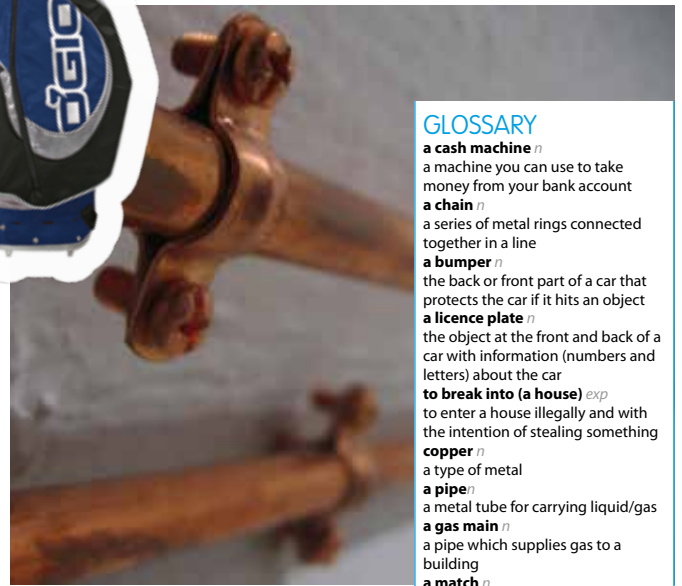 OGIO
GLOSSARY
a cash machine n
a machine you can use to take
money from your bank account
a chain n
a series of metal rings connected
together in a line
a bumper n
the back or front part of a car that
protects the car if it hits an object
a licence plate n
the object at the front and back of a
car with information (numbers and
letters) about the car
to break into (a house) exp
to enter a house illegally and with
the intention of stealing something
copper n
a type of metal
a pipen
a metal tube for carrying liquid/gas
a gas main n
a pipe which supplies gas to a
building
a match n